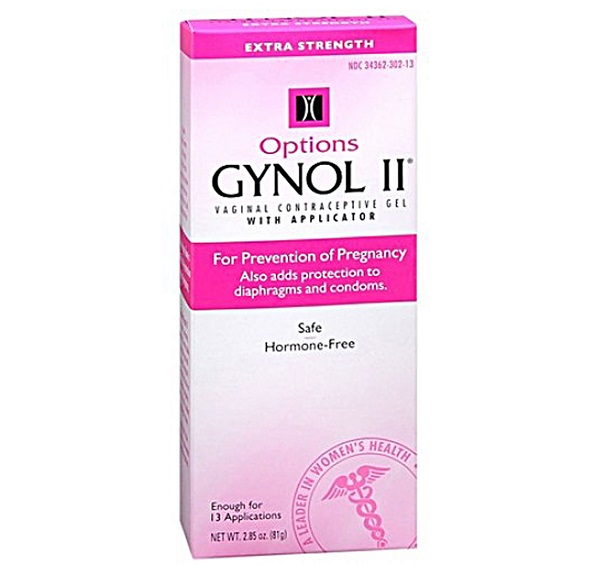 EXTRA STRENGTH
NDC 34362-302-13
Options
GYNOL II®
VAGINAL CONTRACEPTIVE GEL
WITH APPLICATOR
For Prevention of Pregnancy
Also adds protection to
diaphragms and condoms.
Safe
Hormone-Free
A LEADER IN WOMEN'S HEALTH
Enough for
13 Applications
NET WT. 2.85 oz. (81g)